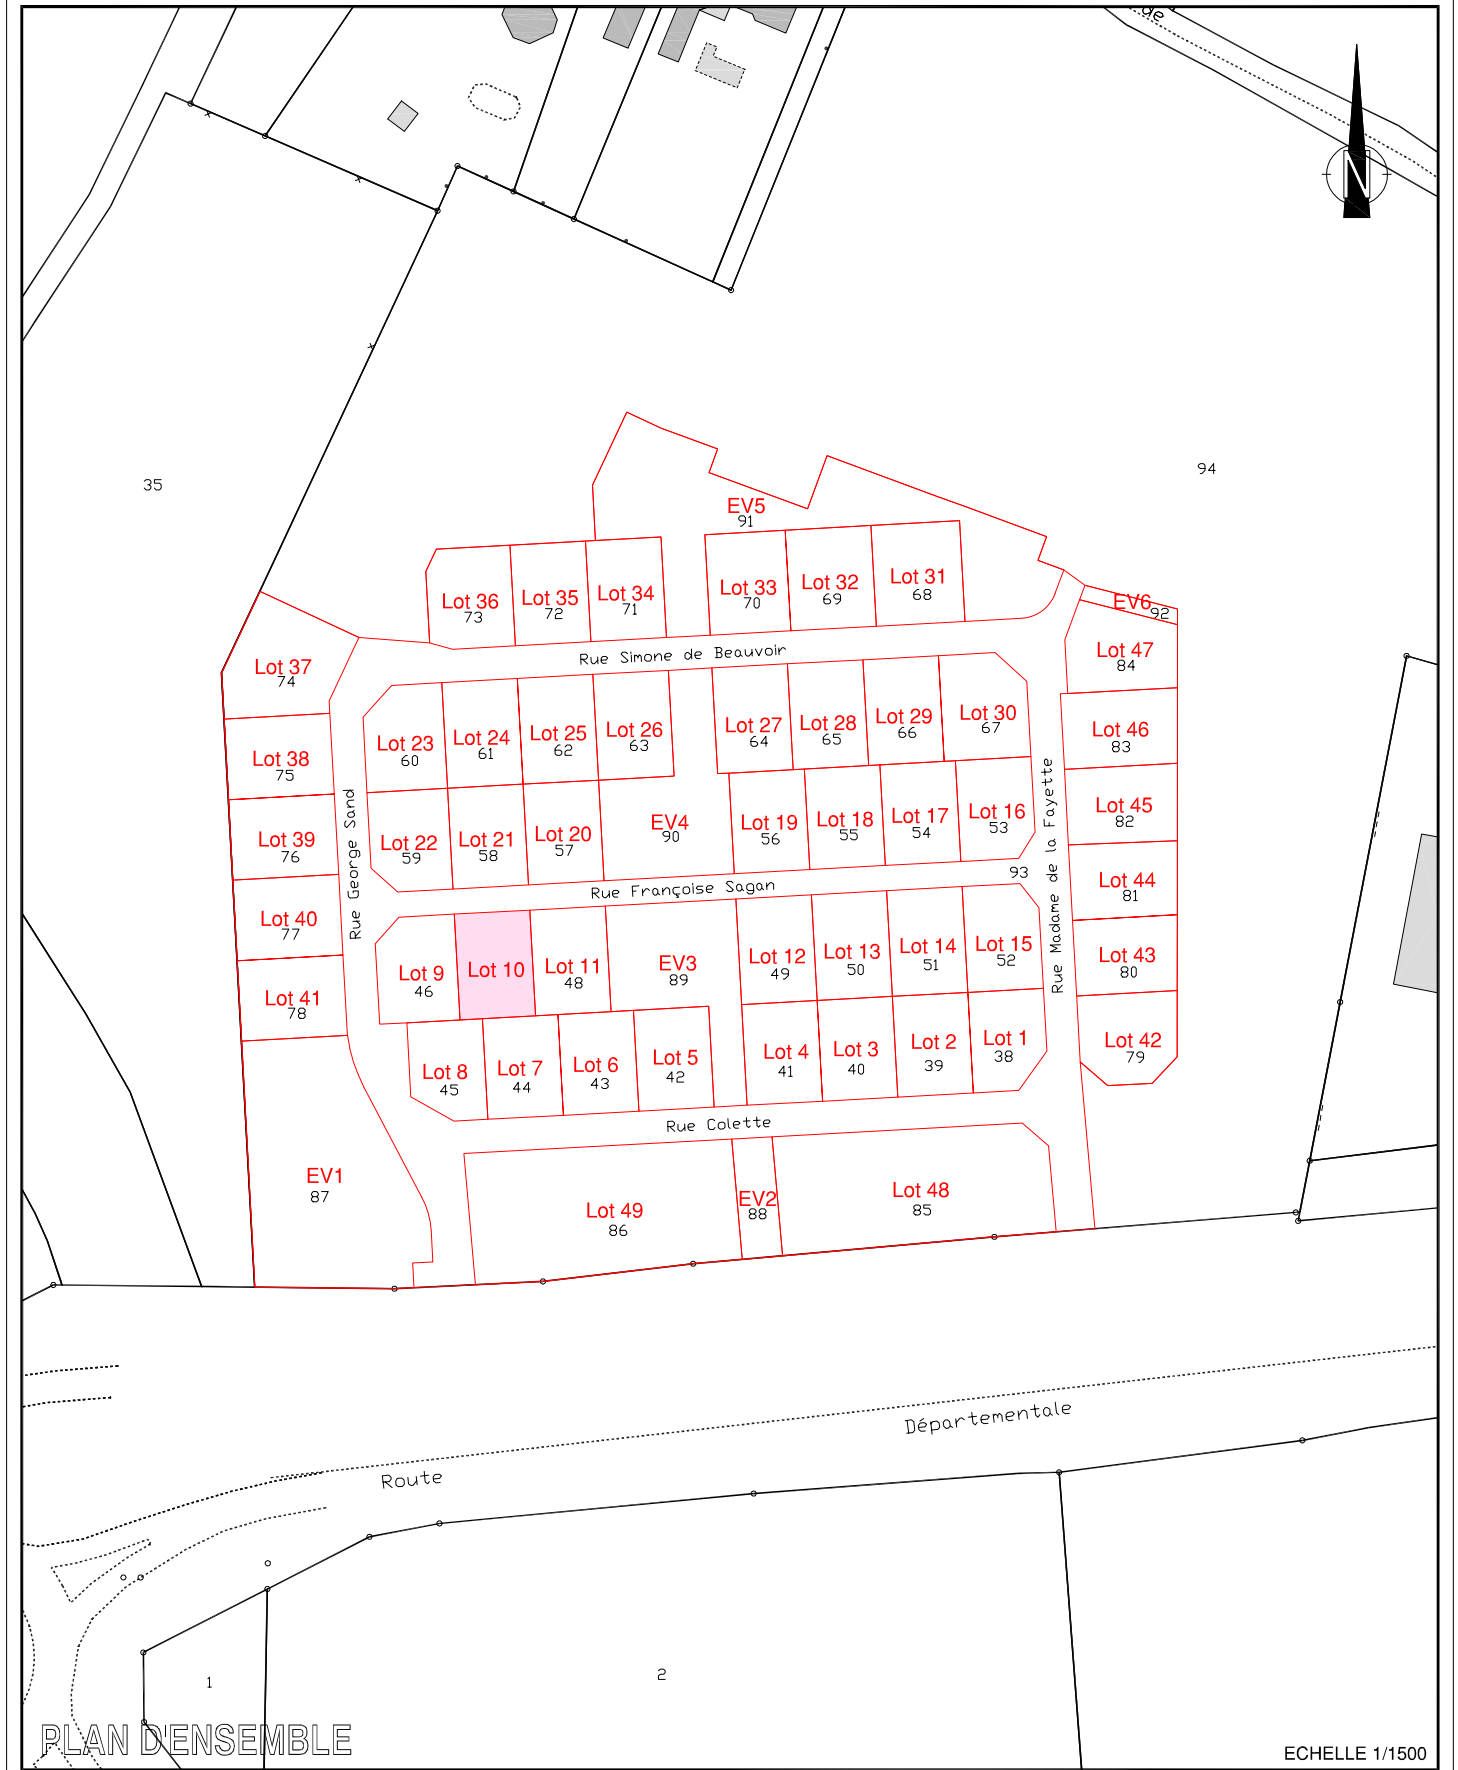 de
N
35
94
EV5
91
Lot 36
73
Lot 35
72
Lot 34
71
Lot 33
70
Lot 32
69
Lot 31
68
EV6
92
Lot 37
74
Rue Simone de Beauvoir
Lot 47
84
Lot 23
60
Lot 24
61
Lot 25
62
Lot 26
63
Lot 27
64
Lot 28
65
Lot 29
66
Lot 30
67
Lot 46
83
Lot 38
75
Rue George Sand
Rue Madame de la Fayette
Lot 22
59
Lot 21
58
Lot 20
57
EV4
90
Lot 19
56
Lot 18
55
Lot 17
54
Lot 16
53
Lot 45
82
Lot 39
76
Rue Françoise Sagan
93
Lot 44
81
Lot 40
77
Lot 9
46
Lot 10
Lot 11
48
EV3
89
Lot 12
49
Lot 13
50
Lot 14
51
Lot 15
52
Lot 43
80
Lot 41
78
Lot 8
45
Lot 7
44
Lot 6
43
Lot 5
42
Lot 4
41
Lot 3
40
Lot 2
39
Lot 1
38
Lot 42
79
Rue Colette
EV1
87
Lot 49
86
EV2
88
Lot 48
85
Route
Départementale
1
2
PLAN D'ENSEMBLE
ECHELLE 1/1500